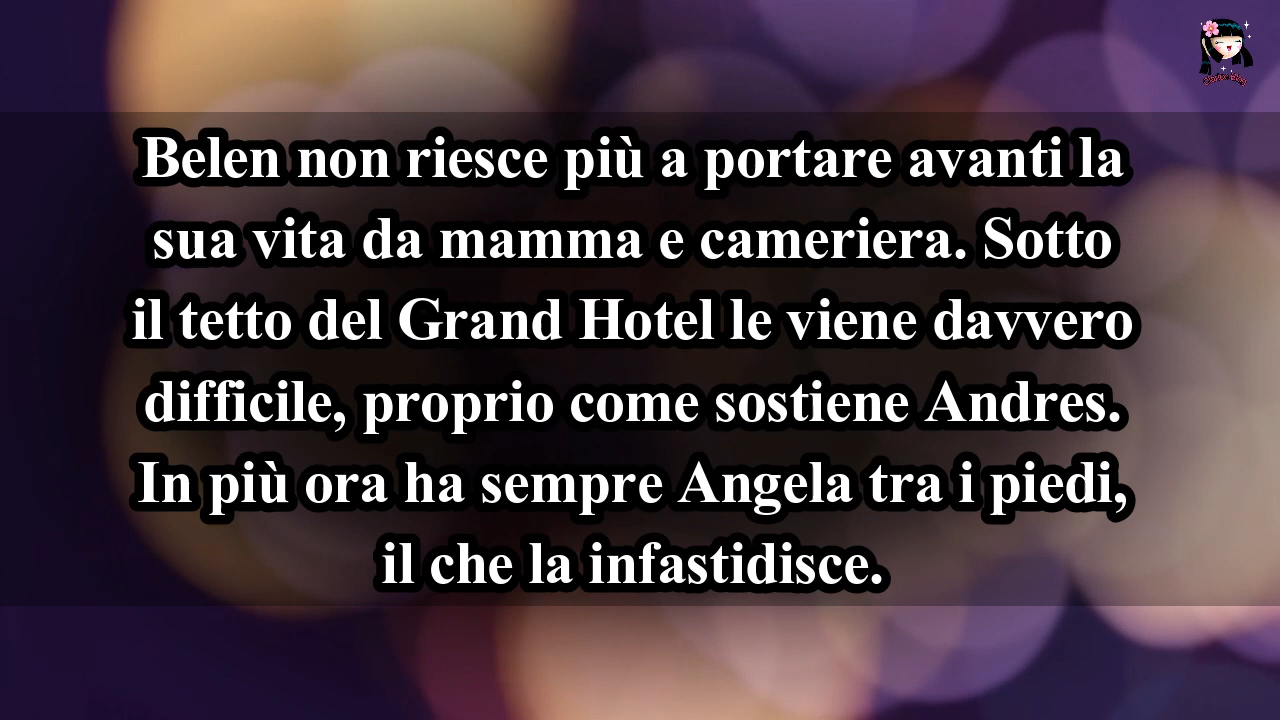 Belen non riesce più a portare avanti la
sua vita da mamma e cameriera. Sotto
il tetto del Grand Hotel le viene davvero
difficile, proprio come sostiene Andres.
In più ora ha sempre Angela tra i piedi,
il che la infastidisce.